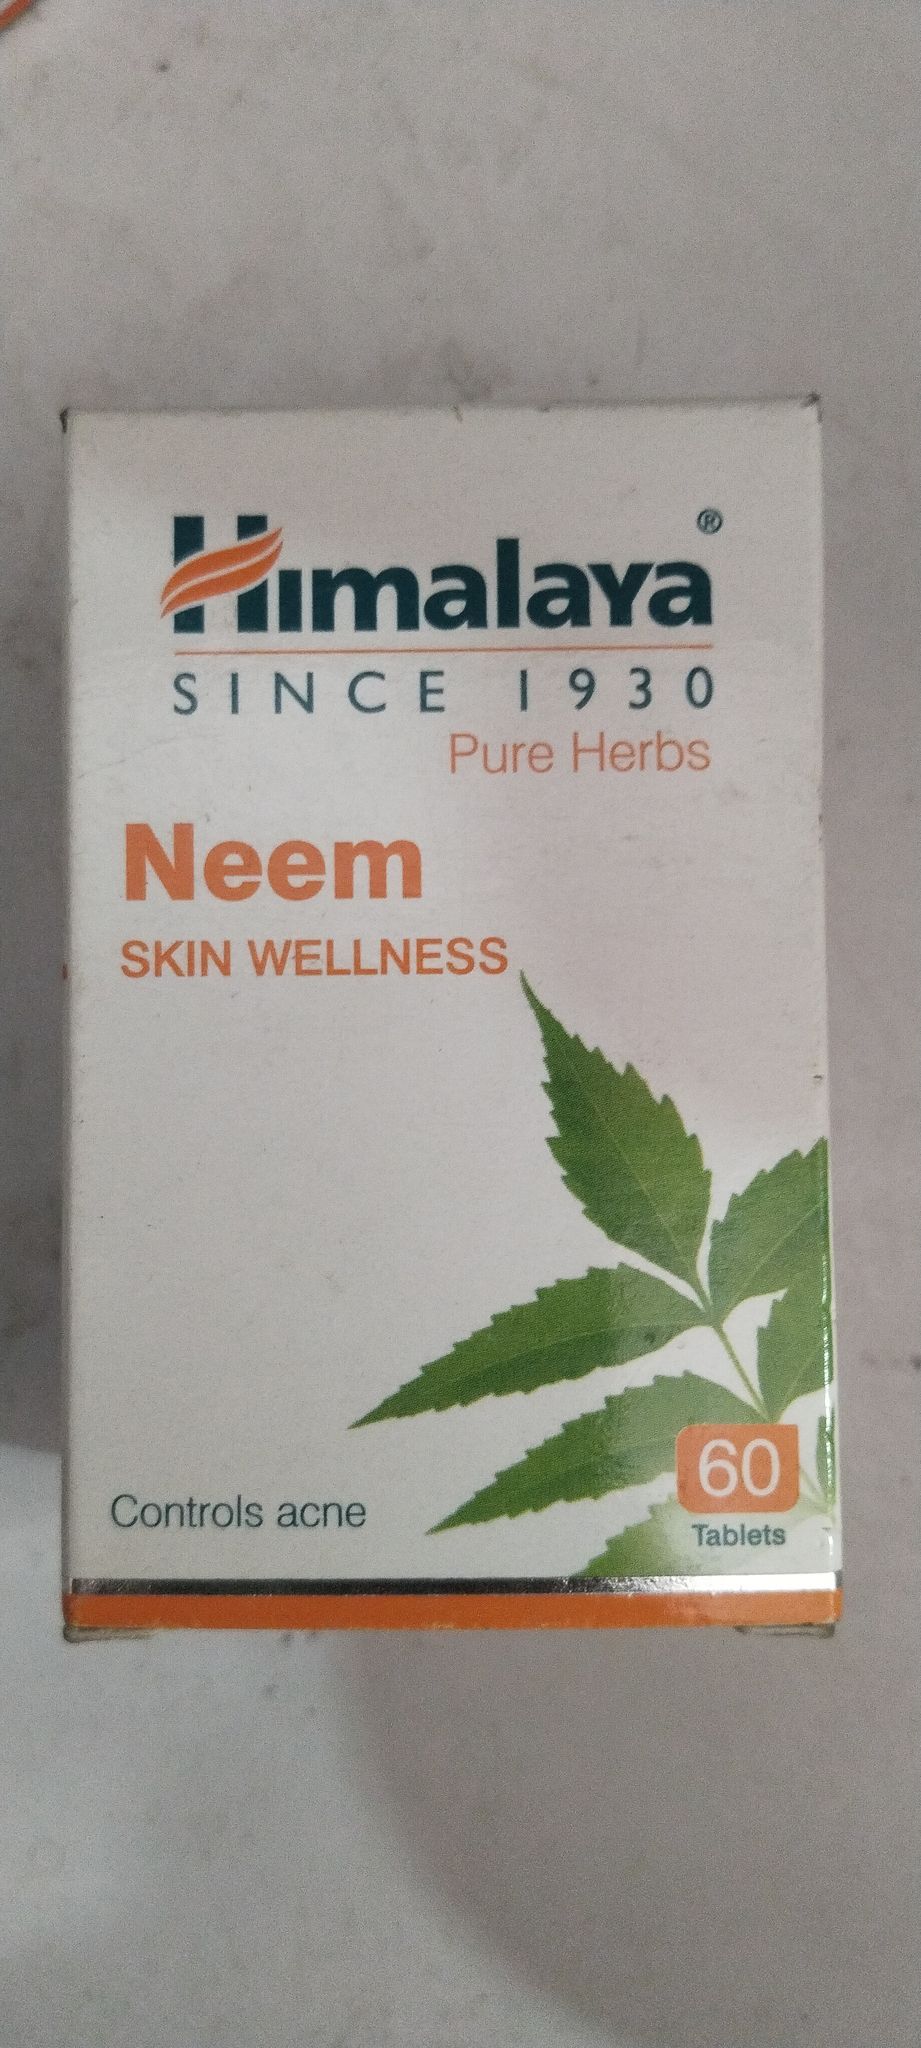 Himalaya®
SINCE 1930
Pure Herbs
Neem
SKIN WELLNESS
60
Controls acne
Tablets